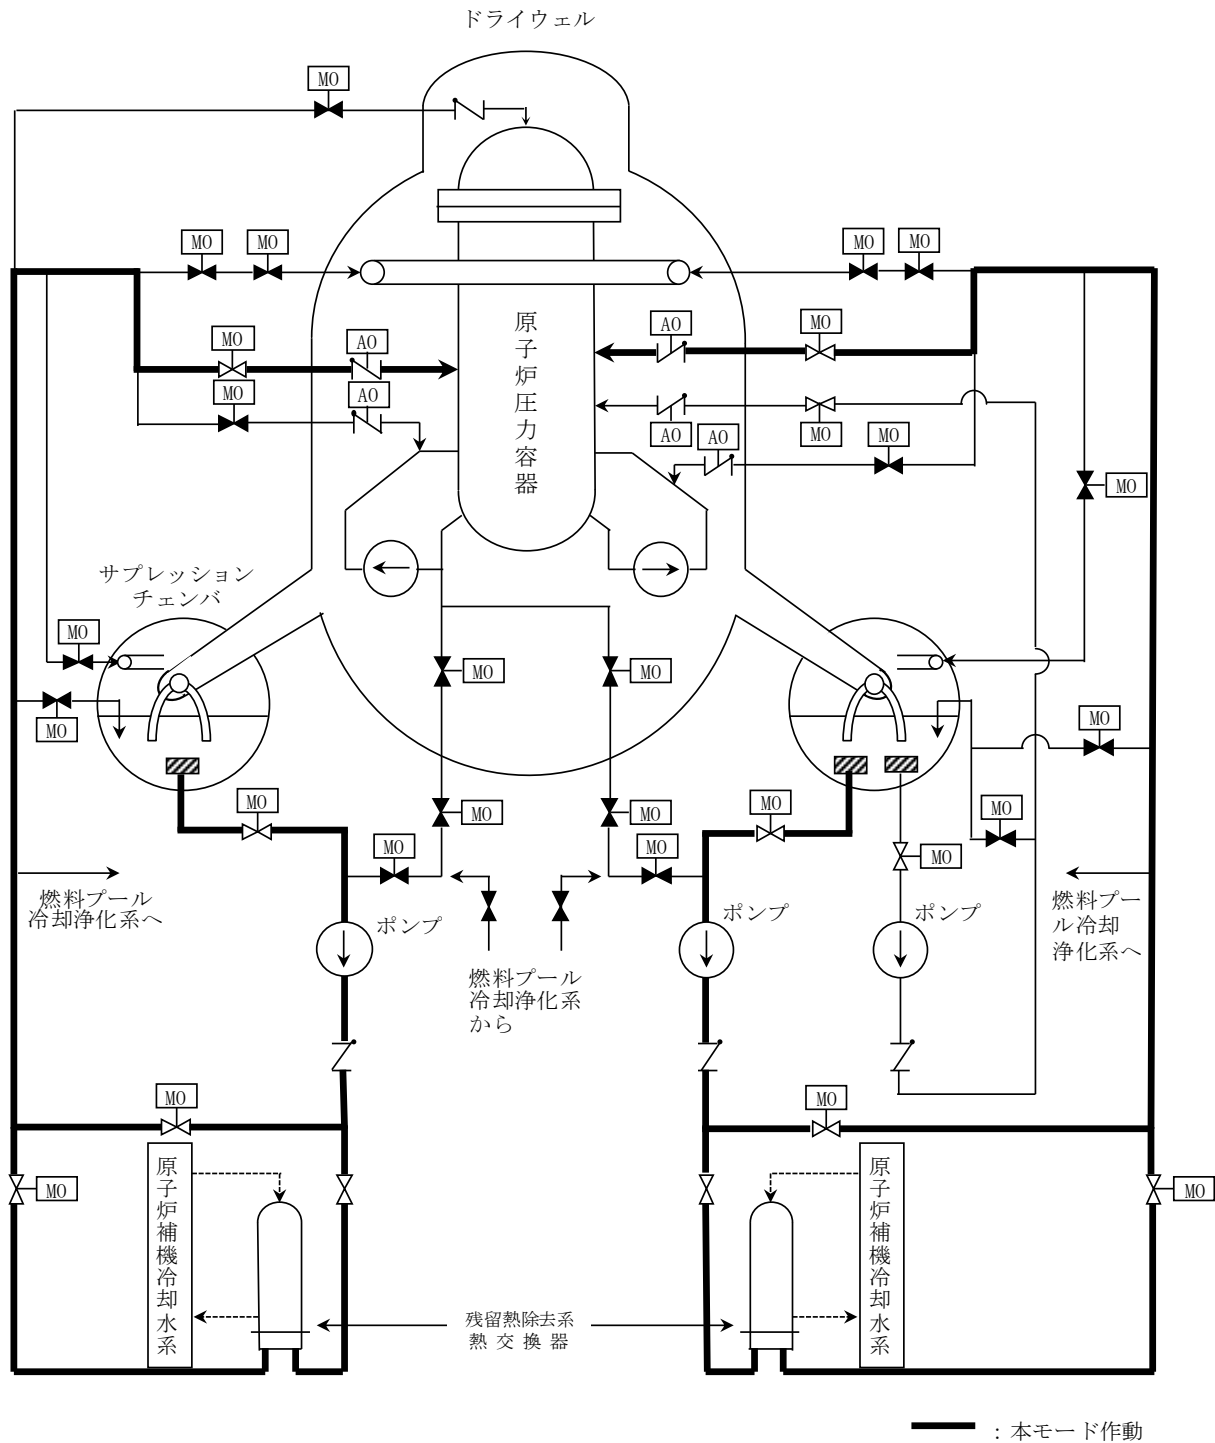 ドライウェル
MO
MO
MO
MO
MO
MO
AO
AO
MO
MO
AO
MO
AO
MO
AO
MO
MO
原子炉圧力容器
サプレッション
チェンバ
MO
MO
MO
MO
MO
MO
MO
MO
MO
MO
MO
MO
MO
MO
燃料プール
冷却浄化系へ
ポンプ
ポンプ
ポンプ
燃料プー
ル冷却
浄化系へ
燃料プール
冷却浄化系
から
MO
MO
MO
MO
原子炉補機冷却水系
原子炉補機冷却水系
残留熱除去系
熱交換器
：本モード作動